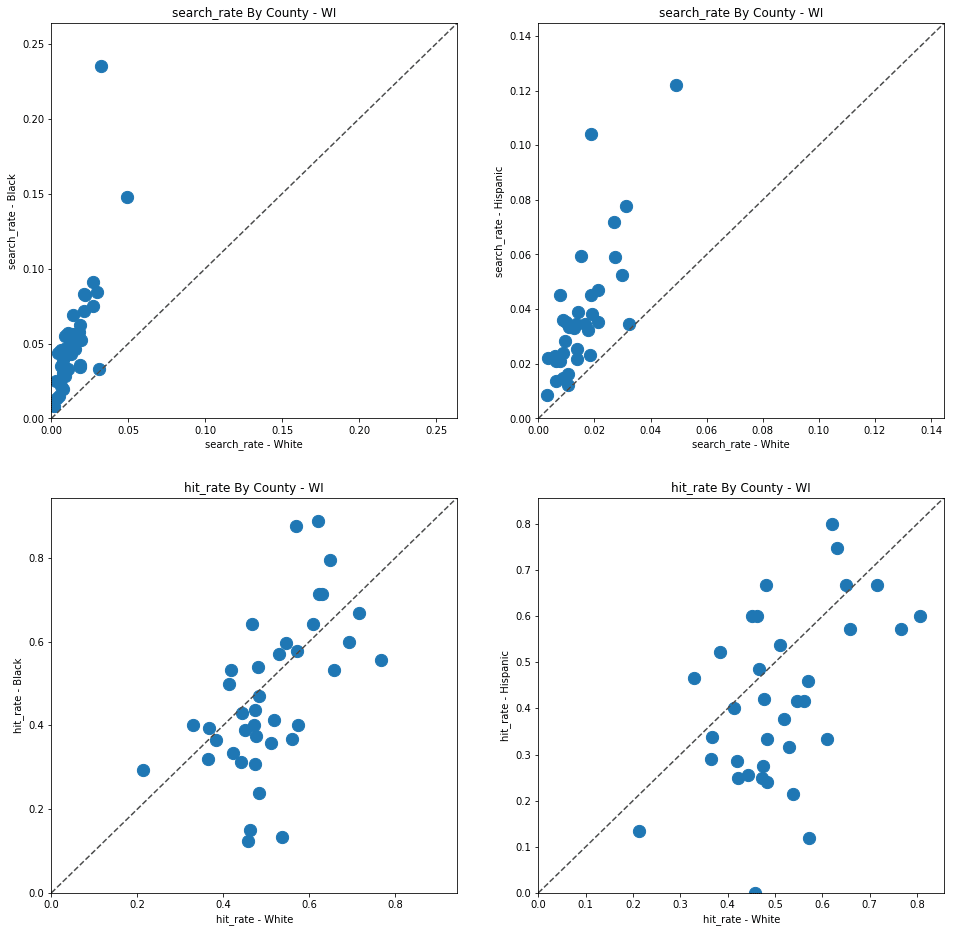 search_rate By County - WI
0.25
0.20
0.15
0.10
0.05
0.00
search_rate - Black
0.00 0.05 0.10 0.15 0.20 0.25
search_rate - White
search_rate By County - WI
0.14
0.12
0.10
0.08
0.06
0.04
0.02
0.00
search_rate - Hispanic
0.00 0.02 0.04 0.06 0.08 0.10 0.12 0.14
search_rate - White
hit_rate By County - WI
0.8
0.6
0.4
0.2
0.0
hit_rate - Black
0.0 0.2 0.4 0.6 0.8
hit_rate - White
hit_rate By County - WI
0.8
0.7
0.6
0.5
0.4
0.3
0.2
0.1
0.0
hit_rate - Hispanic
0.0 0.1 0.2 0.3 0.4 0.5 0.6 0.7 0.8
hit_rate - White